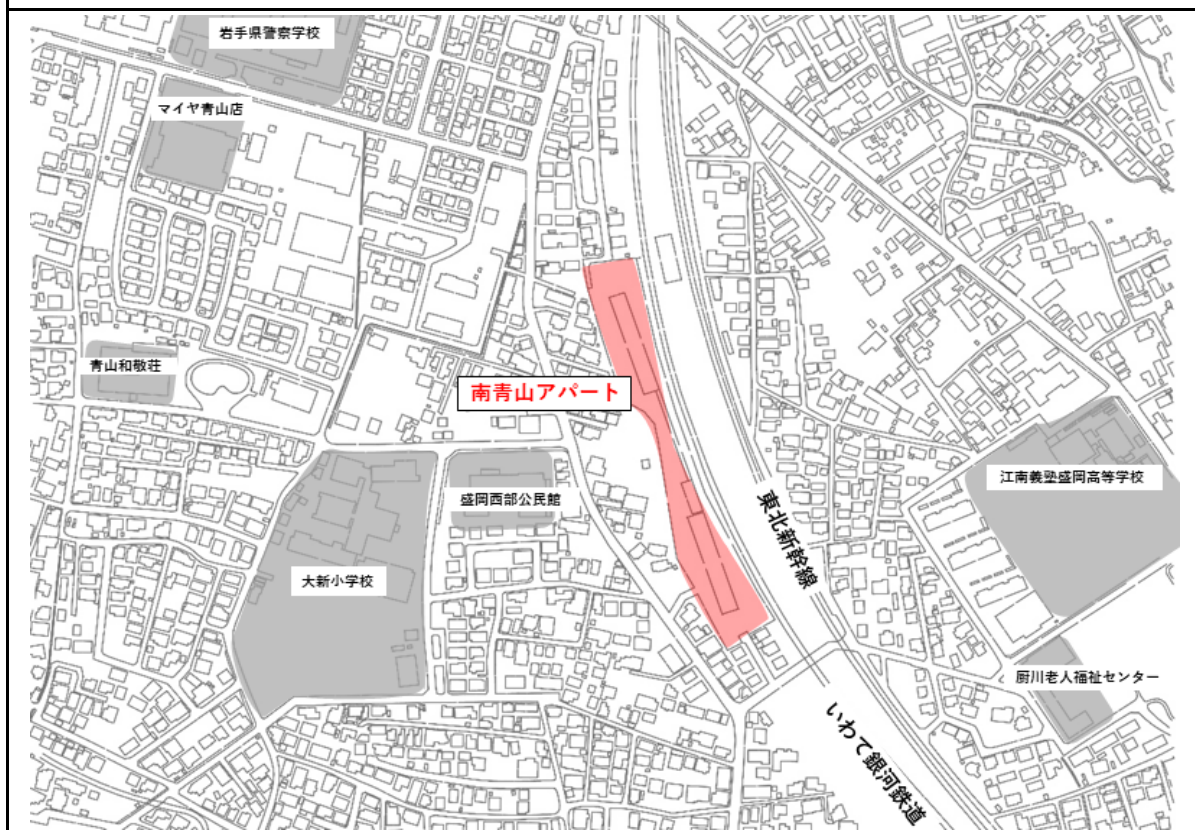 岩手県警察学校
マイヤ青山店
青山和敬荘
南青山アパート
江南義塾盛岡高等学校
盛岡西部公民館
東北新幹線
大新小学校
厨川老人福祉センター
いわて銀河鉄道